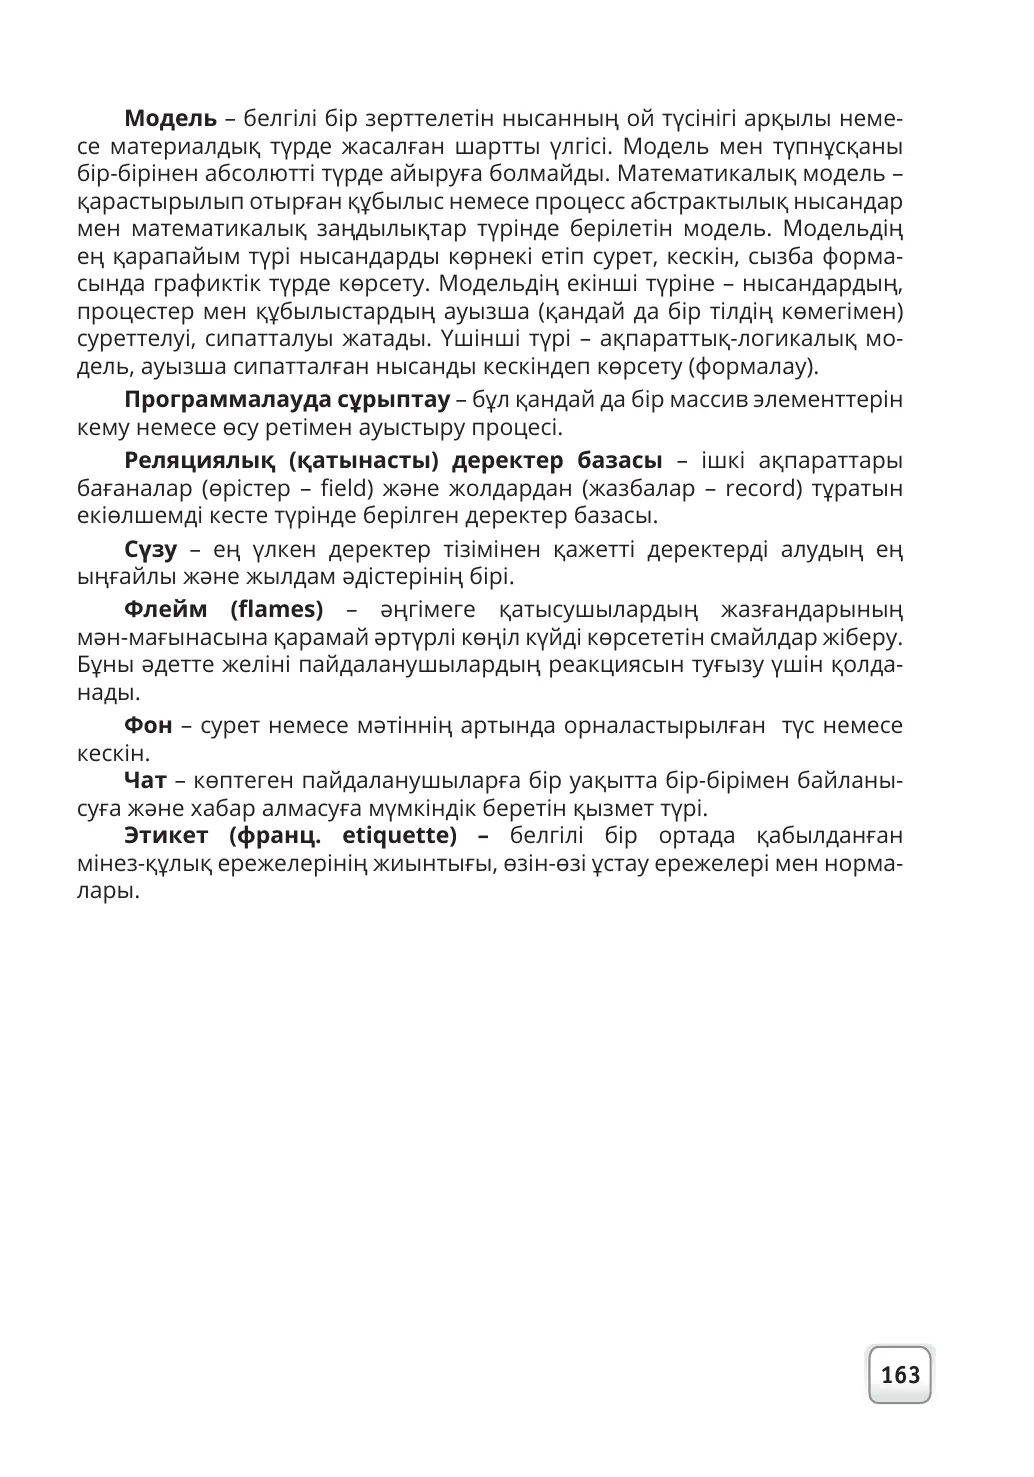 Модель – белгілі бір зерттелетін нысанның ой түсінігі арқылы неме-
се материалдық түрде жасалған шартты үлгісі. Модель мен түпнұсқаны
бір-бірінен абсолютті түрде айыруға болмайды. Математикалық модель –
қарастырылып отырған құбылыс немесе процесс абстрактылық нысандар
мен математикалық заңдылықтар түрінде берілетін модель. Модельдің
ең қарапайым түрі нысандарды көрнекі етіп сурет, кескін, сызба форма-
сында графиктік түрде көрсету. Модельдің екінші түріне – нысандардың,
процестер мен құбылыстардың ауызша (қандай да бір тілдің көмегімен)
суреттелуі, сипатталуы жатады. Үшінші түрі – ақпараттық-логикалық мо-
дель, ауызша сипатталған нысанды кескіндеп көрсету (формалау).
Программалауда сұрыптау – бұл қандай да бір массив элементтерін
кему немесе өсу ретімен ауыстыру процесі.
Реляциялық (қатынасты) деректер базасы – ішкі ақпараттары
бағаналар (өрістер – field) және жолдардан (жазбалар – record) тұратын
екіөлшемді кесте түрінде берілген деректер базасы.
Сүзу – ең үлкен деректер тізімінен қажетті деректерді алудың ең
ыңғайлы және жылдам әдістерінің бірі.
Флейм (flames) – әңгімеге қатысушылардың жазғандарының
мән-мағынасына қарамай әртүрлі көңіл күйді көрсететін смайлдар жіберу.
Бұны әдетте желіні пайдаланушылардың реакциясын туғызу үшін қолда-
нады.
Фон – сурет немесе мәтіннің артында орналастырылған түс немесе
кескін.
Чат – көптеген пайдаланушыларға бір уақытта бір-бірімен байланы-
суға және хабар алмасуға мүмкіндік беретін қызмет түрі.
Этикет (франц. etiquette) – белгілі бір ортада қабылданған
мінез-құлық ережелерінің жиынтығы, өзін-өзі ұстау ережелері мен норма-
лары.
163